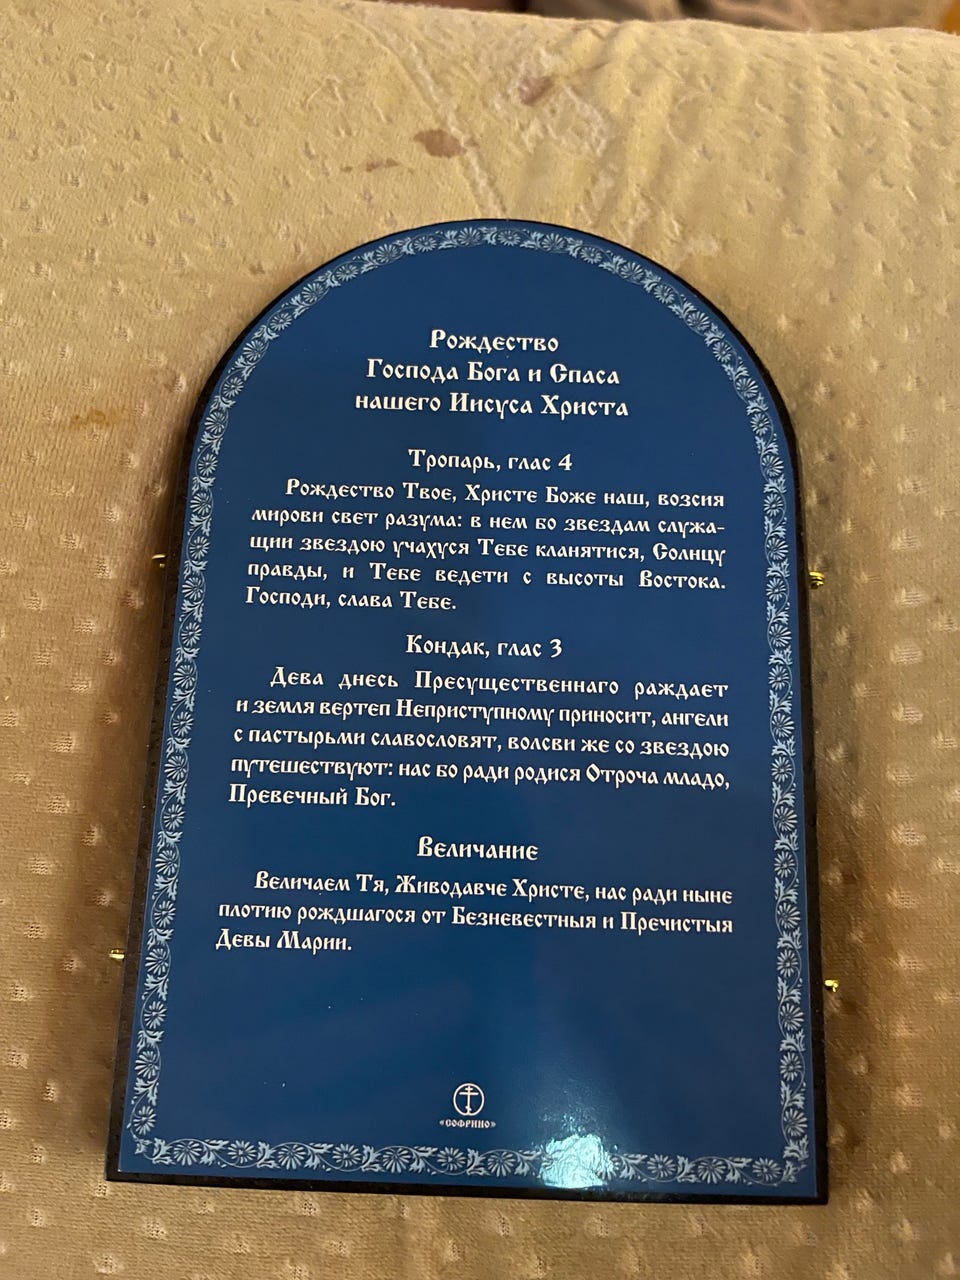 Рождество
Господа Бога и Спаса
нашего Иисуса Христа
Тропарь, глас 4
Рождество Твое, Христе Боже наш, возсия
мирови свет разума: в нем бо звездам служа-
щии звездою учахуся Тебе кланятися, Солнцу
правды, и Тебе ведети с высоты Востока.
Господи, слава Тебе.
Кондак, глас 3
Дева днесь Пресущественнаго раждает
и земля вертеп Неприступному приносит, ангели
с пастырьми славословят, волсви же со звездою
путешествуют: нас бо ради родися Отроча младо,
Превечный Бог.
Величание
Величаем Тя, Живодавче Христе, нас ради ныне
плотию рождшагося от Безневестныя и Пречистыя
Девы Марии.
«СОФРИНО»